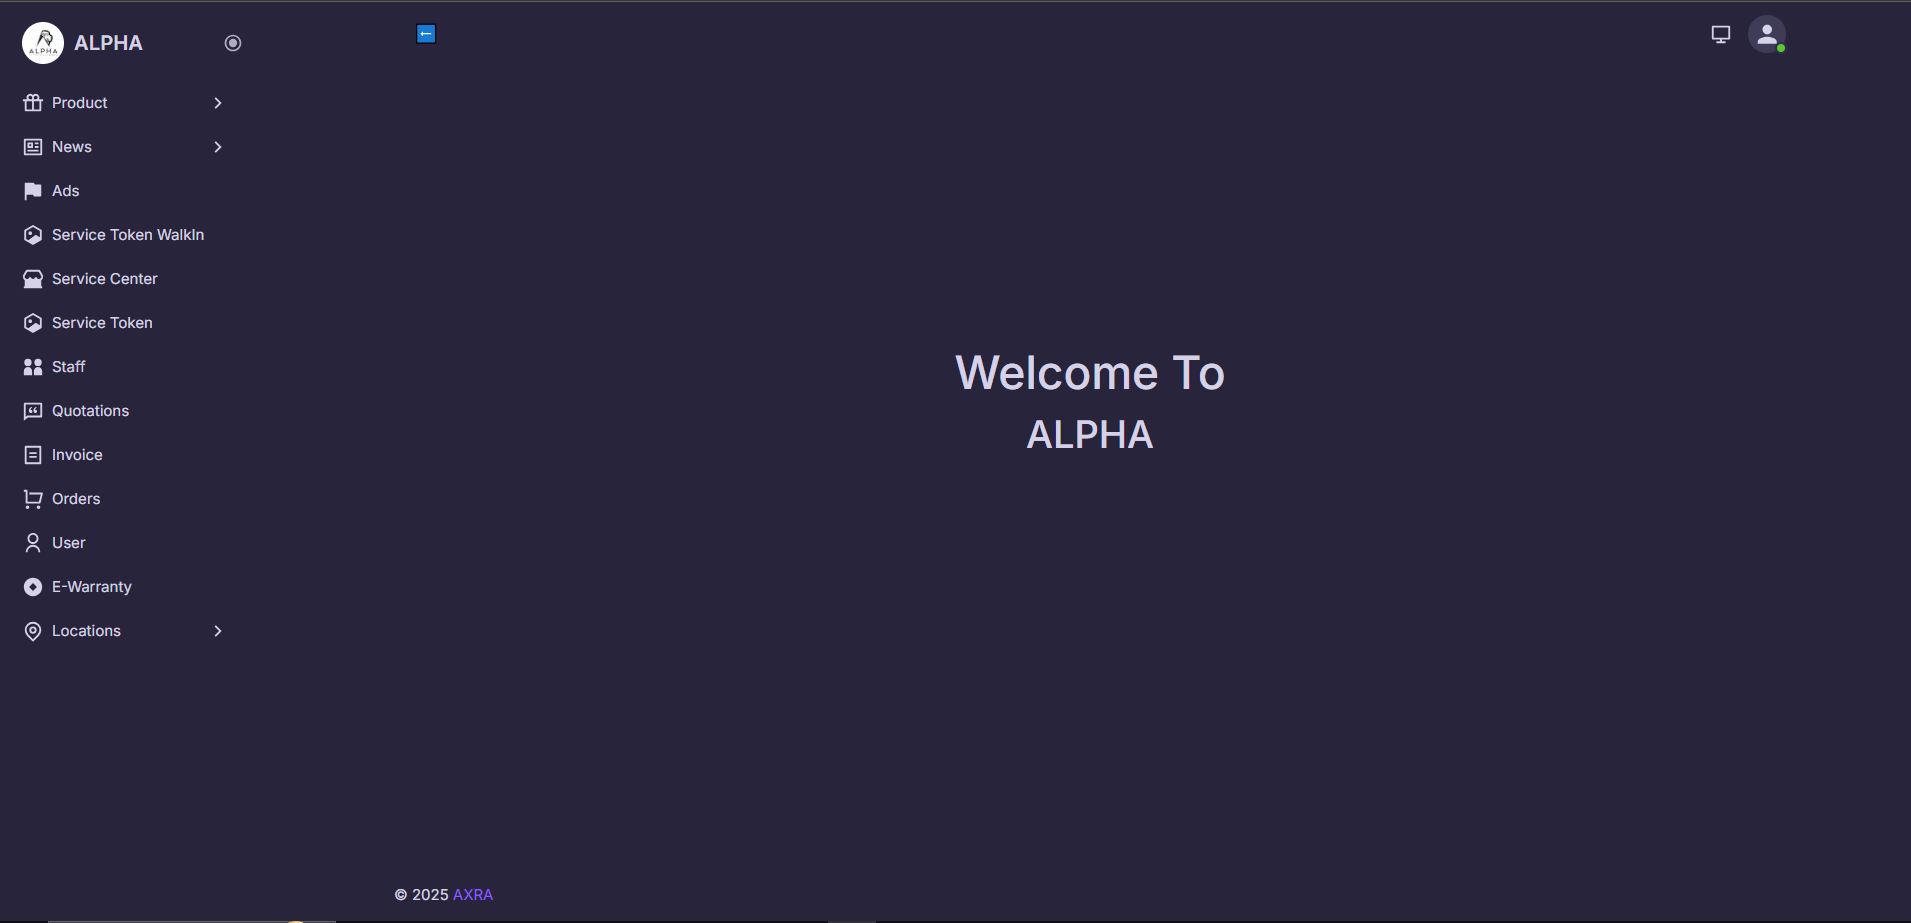 ALPHA
ALPHA
Product
News
Ads
Service Token WalkIn
Service Center
Service Token
Staff
Quotations
Invoice
Orders
User
E-Warranty
Locations
Welcome To
ALPHA
© 2025 AXRA